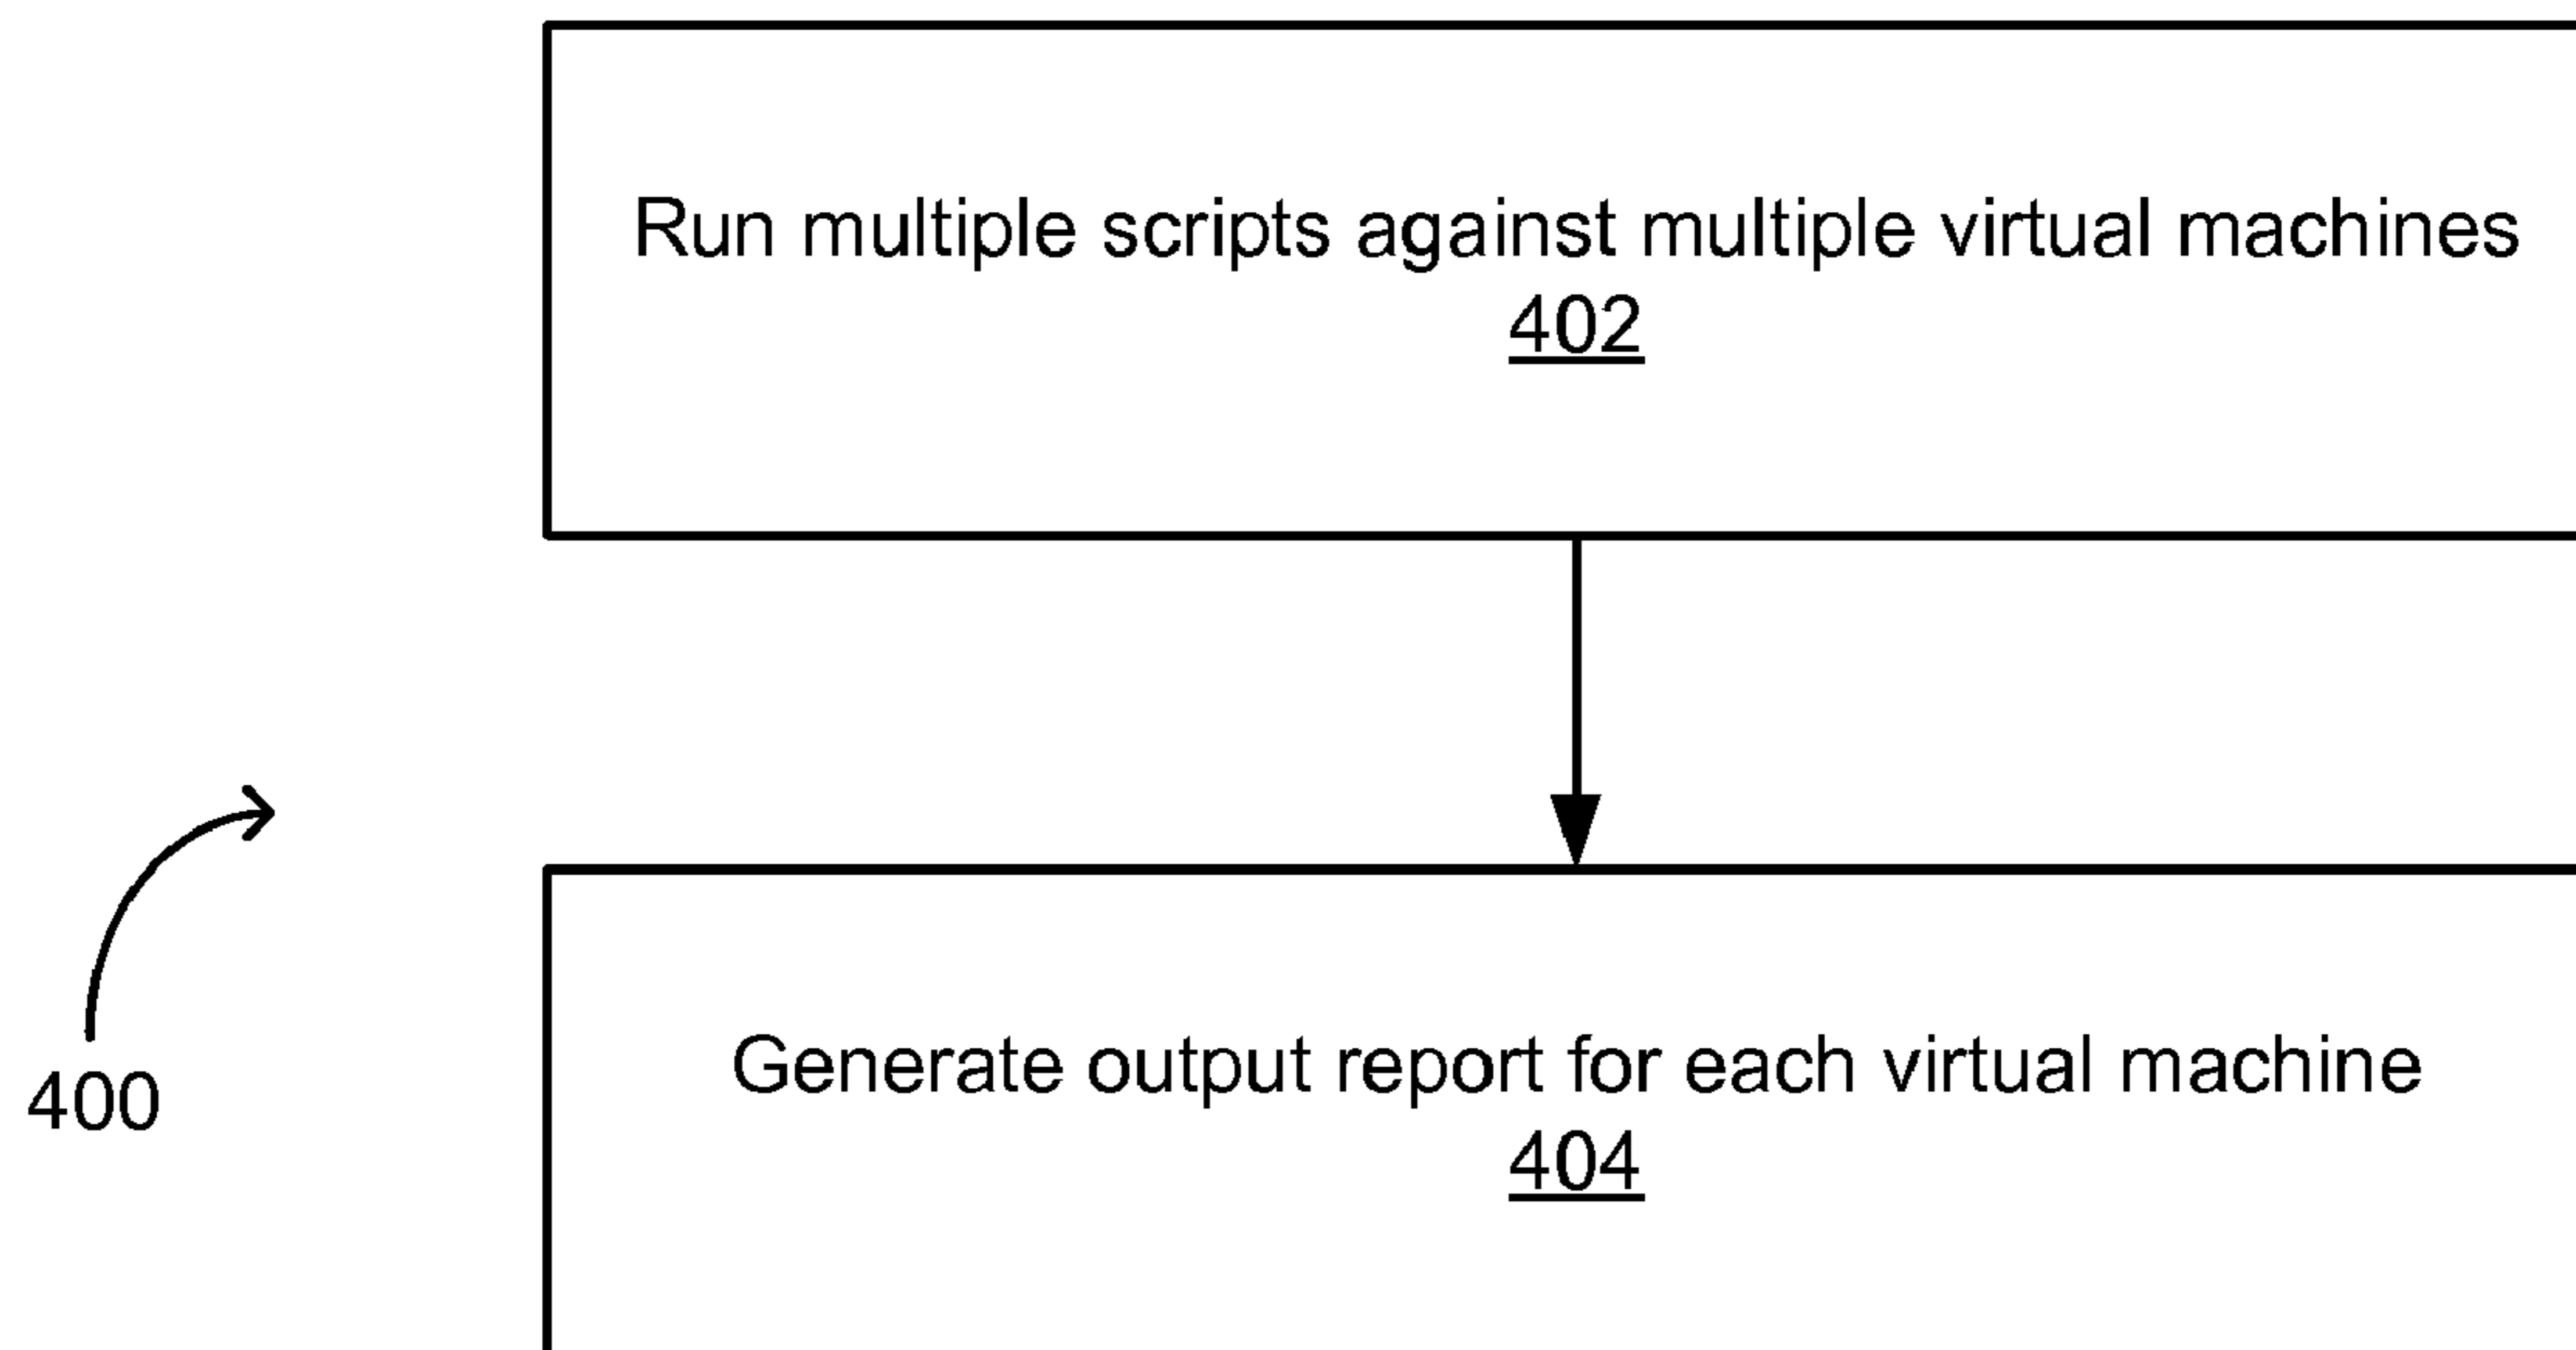 Run multiple scripts against multiple virtual machines
402
Generate output report for each virtual machine
404
400